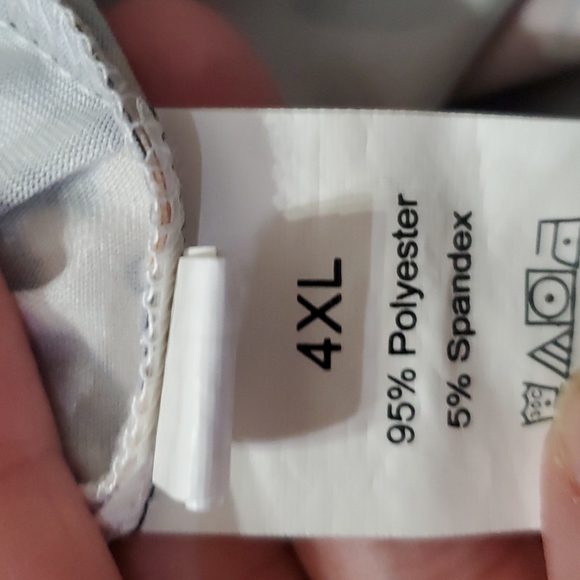 4XL
95% Polyester
5% Spandex